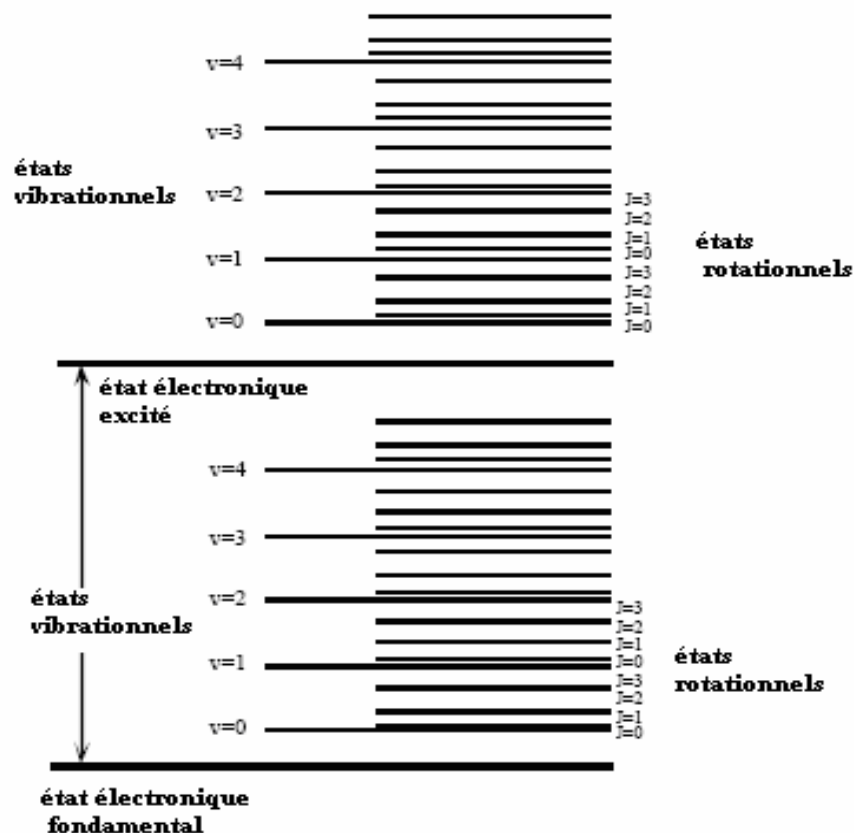 v=4
v=3
états
vibrationnels
v=2
J=3
J=2
J=1
J=0
états
rotationnels
v=1
J=3
J=2
J=1
J=0
v=0
état électronique
excité
v=4
v=3
états
vibrationnels
v=2
J=3
J=2
J=1
J=0
états
rotationnels
v=1
J=3
J=2
J=1
J=0
v=0
état électronique
fondamental